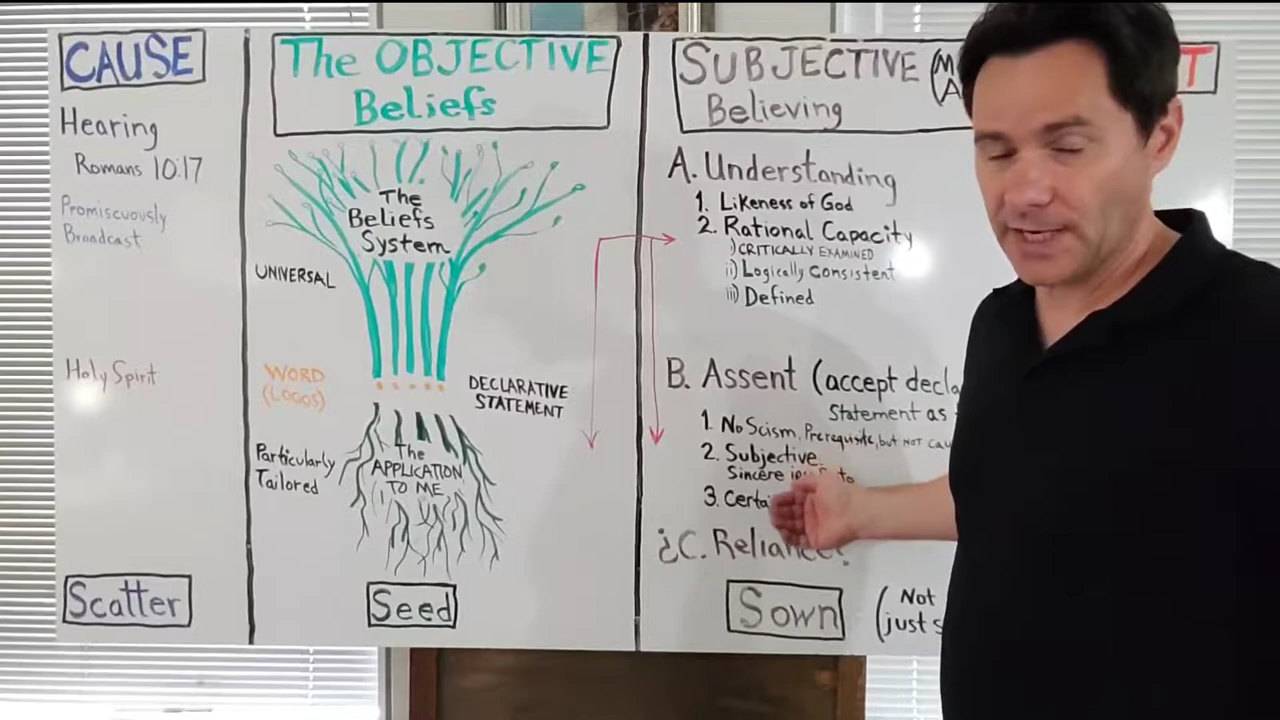 CAUSE
Hearing
Romans 10:17
Promiscuously
Broadcast
Holy Spirit
Scatter
The OBJECTIVE
Beliefs
The
Beliefs
System
UNIVERSAL
WORD
(LOGOS)
DECLARATIVE
STATEMENT
Particularly
Tailored
The
APPLICATION
TO ME
Seed
SUBJECTIVE
Believing
A. Understanding
1. Likeness of God
2. Rational Capacity
i) CRITICALLY EXAMINED
ii) Logically Consistent
iii) Defined
B. Assent (accept
Statement as
1. No Scism, Prerequisite, but NOT
2. Subjective
Sincere
3.
¿C. Reliance?
Sown
(Not
just